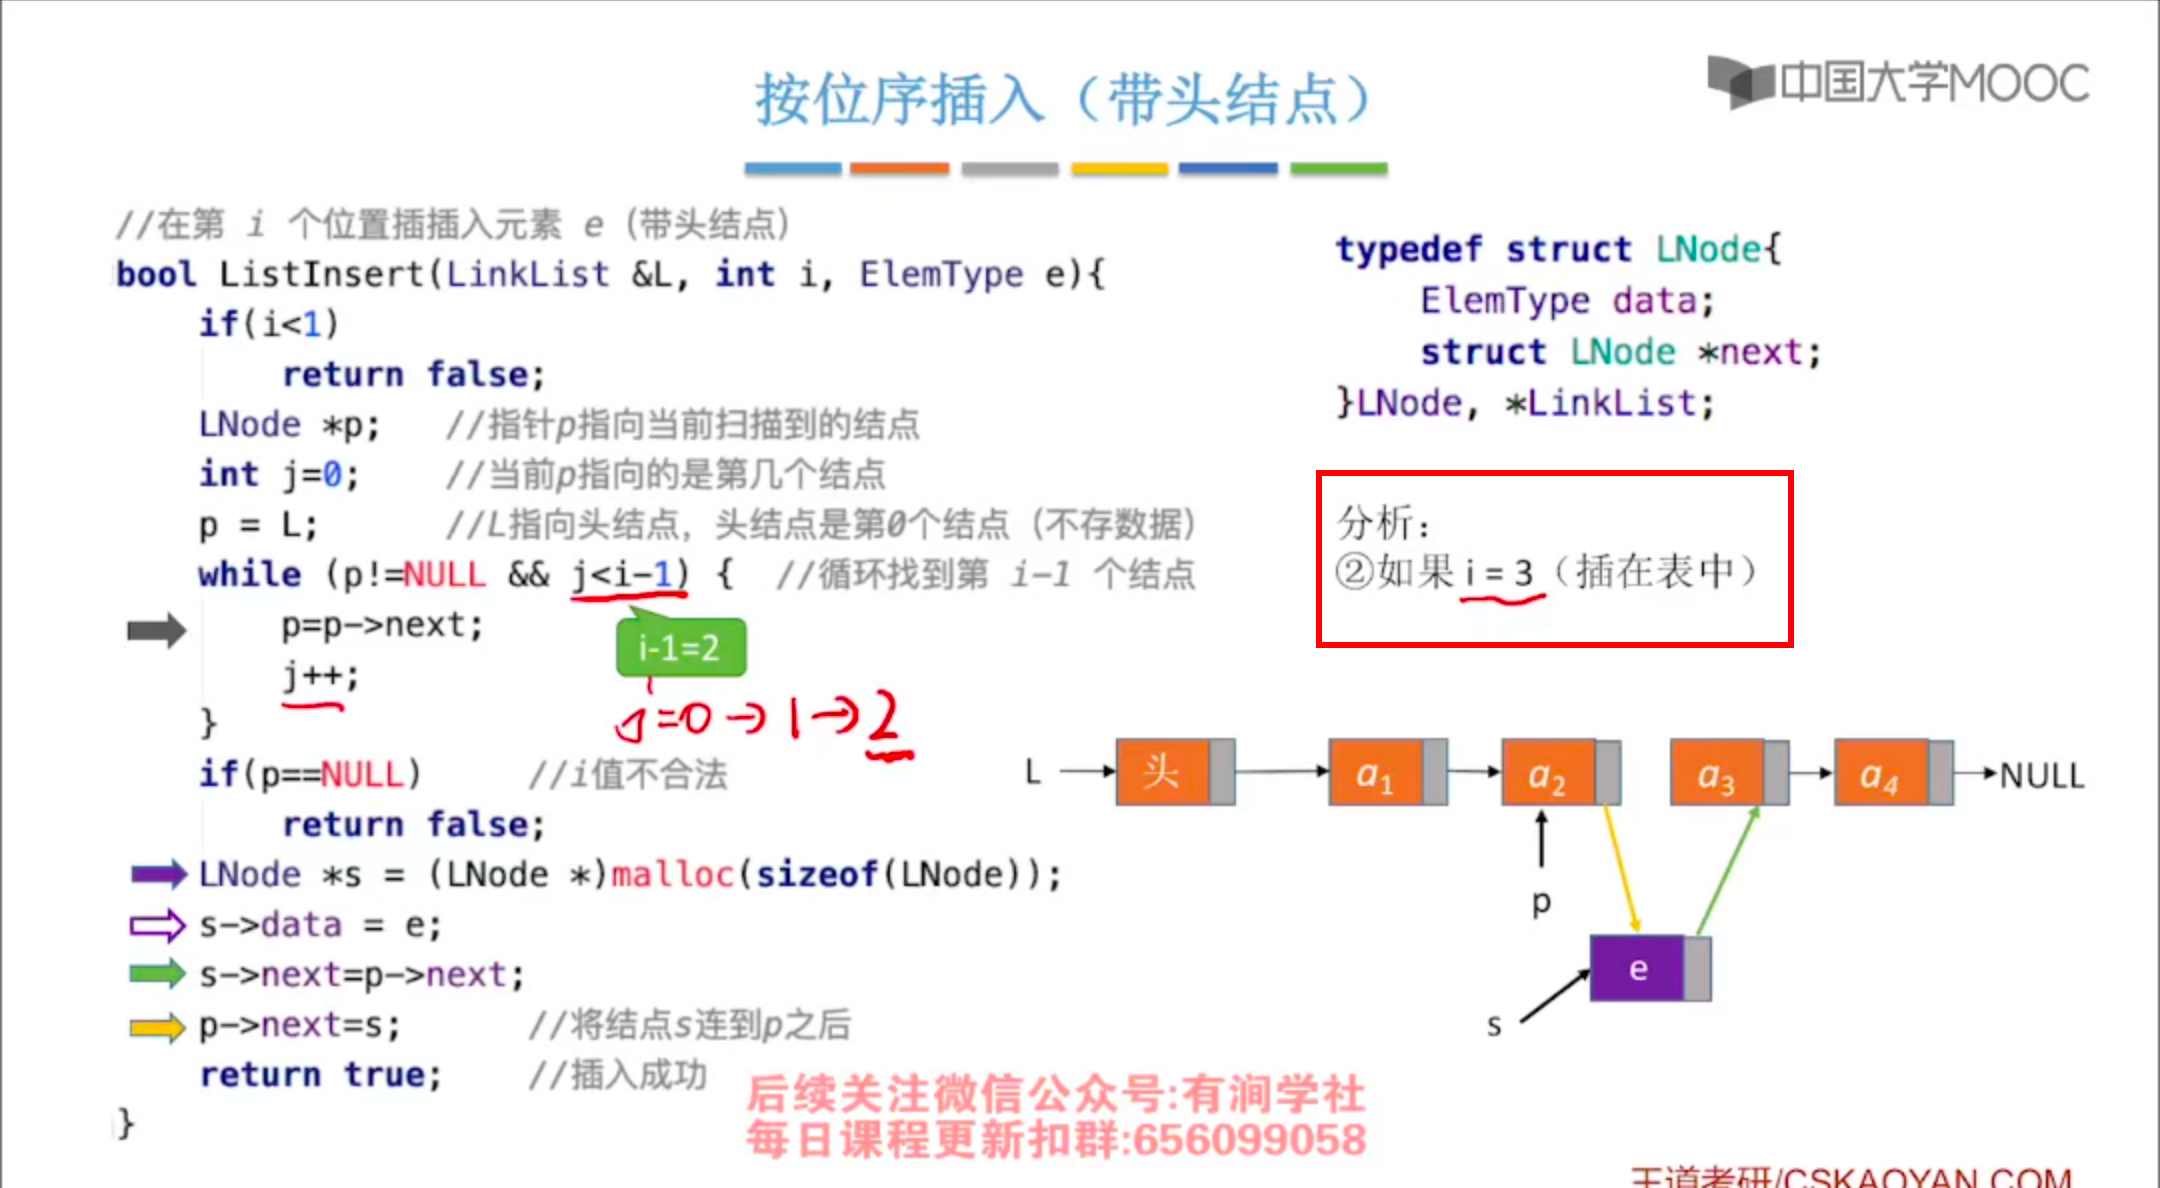 按位序插入（带头结点）
中国大学MOOC
//在第 i 个位置插插入元素 e（带头结点）
bool ListInsert(LinkList &L, int i, ElemType e){
if(i<1)
return false;
LNode *p; //指针p指向当前扫描到的结点
int j=0; //当前p指向的是第几个结点
p = L; //L指向头结点，头结点是第0个结点（不存数据）
while (p!=NULL && j<i-1) { //循环找到第 i-1 个结点
p=p->next;
i-1=2
j++;
j=0→1→2
}
if(p==NULL) //i值不合法
return false;
LNode *s = (LNode *)malloc(sizeof(LNode));
s->data = e;
s->next=p->next;
p->next=s; //将结点s连到p之后
return true; //插入成功
}
typedef struct LNode{
ElemType data;
struct LNode *next;
}LNode, *LinkList;
分析：
②如果 i = 3（插在表中）
L 头 a1 a2 a3 a4 NULL
p
e
s
后续关注微信公众号:有涧学社
每日课程更新扣群:656099058
王道考研/CSKAOYAN.COM